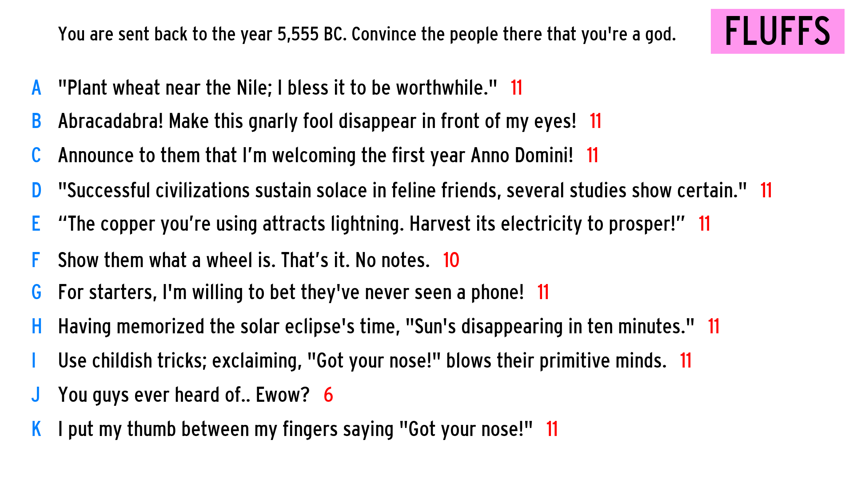 You are sent back to the year 5,555 BC. Convince the people there that you're a god.
FLUFFS
A "Plant wheat near the Nile; I bless it to be worthwhile." 11
B Abracadabra! Make this gnarly fool disappear in front of my eyes! 11
C Announce to them that I’m welcoming the first year Anno Domini! 11
D "Successful civilizations sustain solace in feline friends, several studies show certain." 11
E “The copper you’re using attracts lightning. Harvest its electricity to prosper!” 11
F Show them what a wheel is. That’s it. No notes. 10
G For starters, I'm willing to bet they've never seen a phone! 11
H Having memorized the solar eclipse's time, "Sun's disappearing in ten minutes." 11
I Use childish tricks; exclaiming, "Got your nose!" blows their primitive minds. 11
J You guys ever heard of.. Ewow? 6
K I put my thumb between my fingers saying "Got your nose!" 11